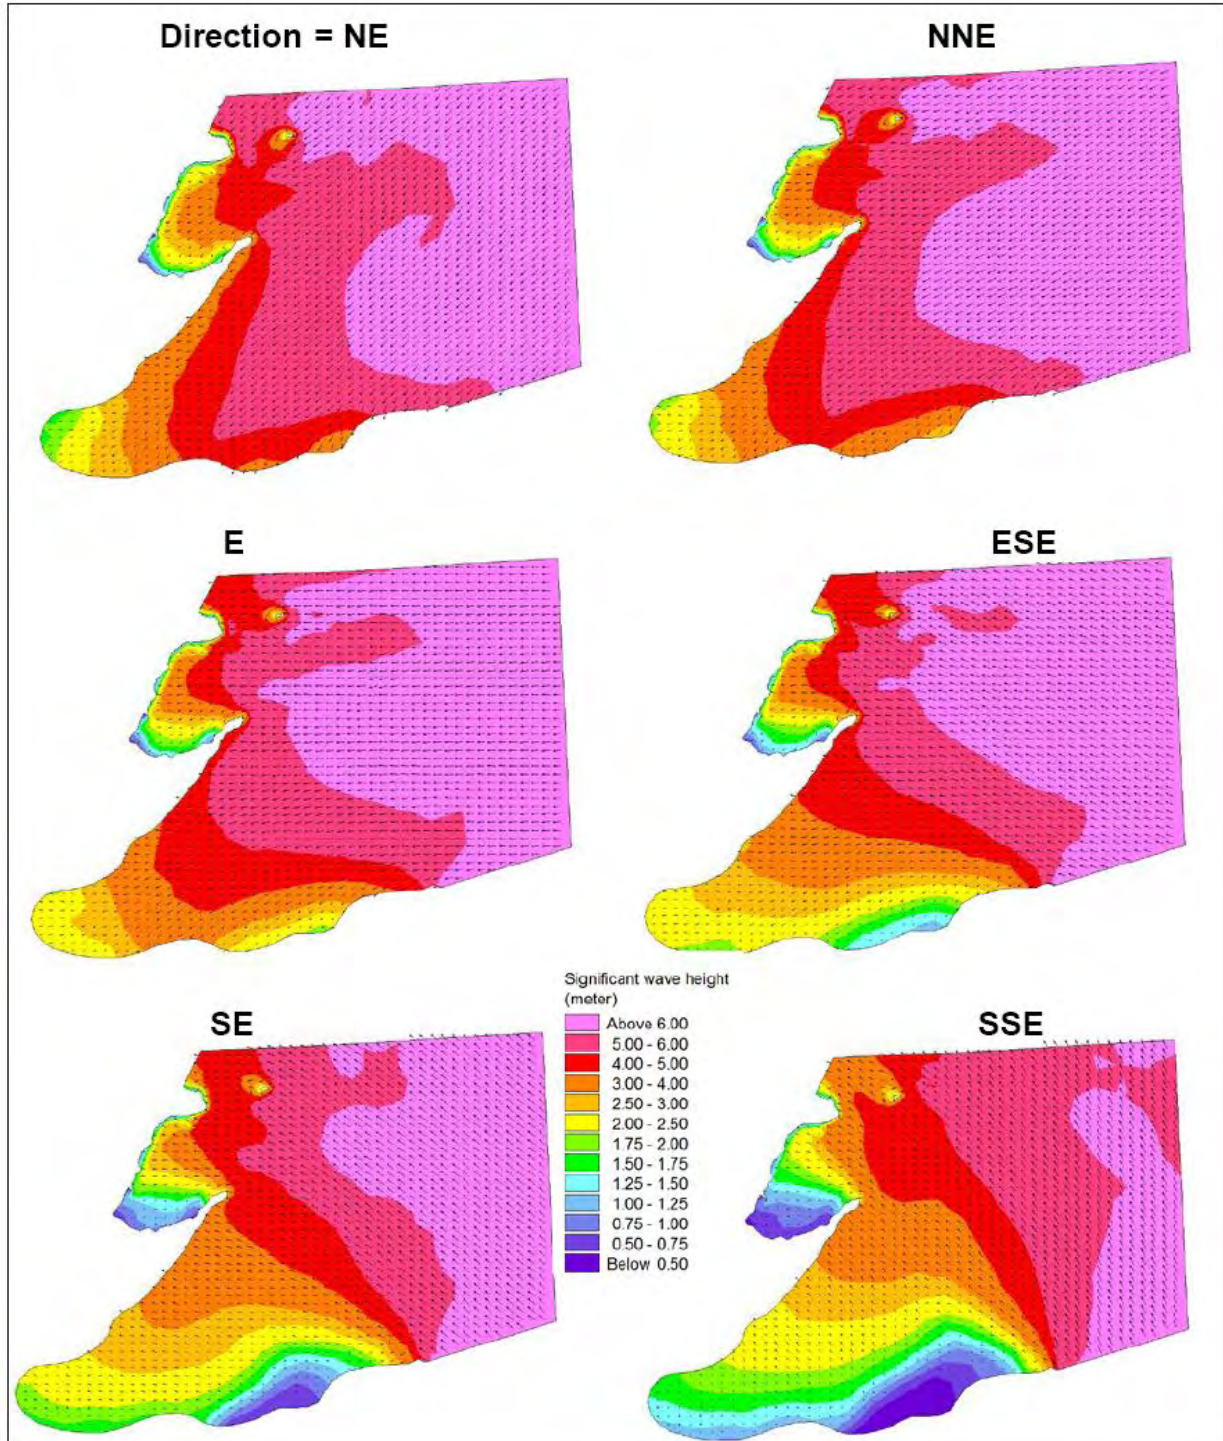 Direction = NE
NNE
E
ESE
Significant wave height
(meter)
Above 6.00
5.00 - 6.00
4.00 - 5.00
3.00 - 4.00
2.50 - 3.00
2.00 - 2.50
1.75 - 2.00
1.50 - 1.75
1.25 - 1.50
1.00 - 1.25
0.75 - 1.00
0.50 - 0.75
Below 0.50
SE
SSE